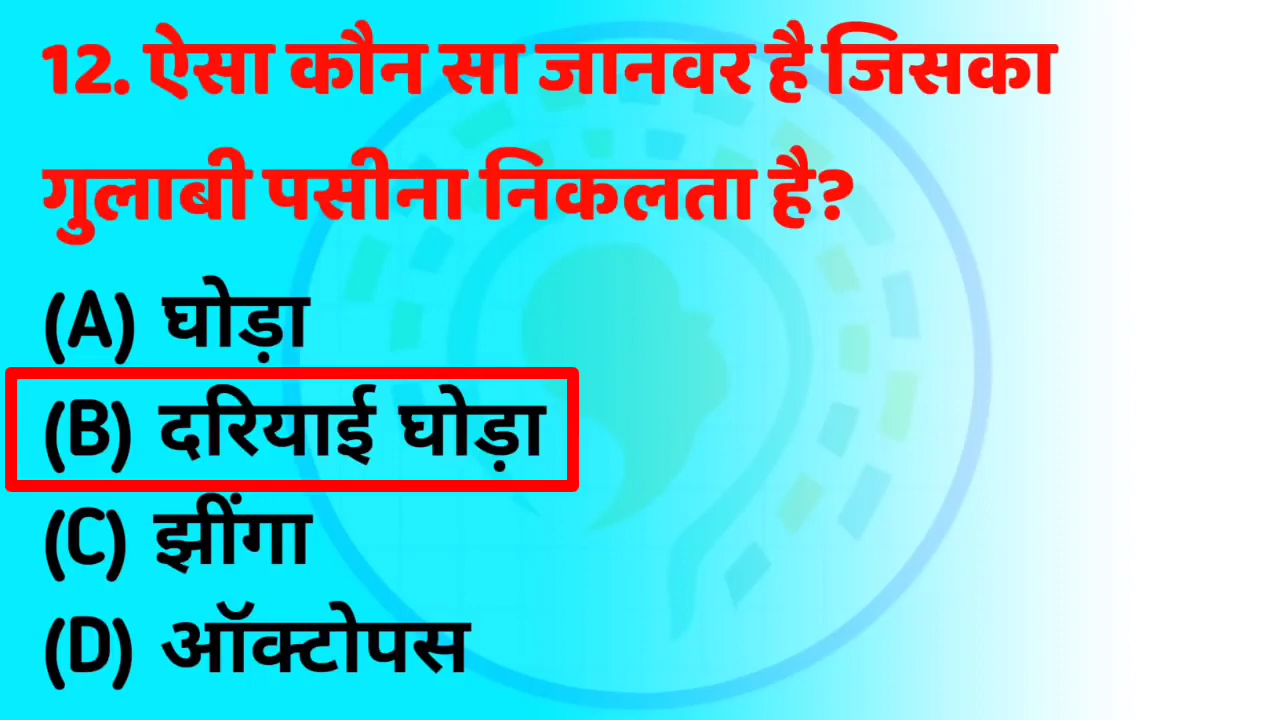 12. ऐसा कौन सा जानवर है जिसका
गुलाबी पसीना निकलता है?
(A) घोड़ा
(B) दरियाई घोड़ा
(C) झींगा
(D) ऑक्टोपस